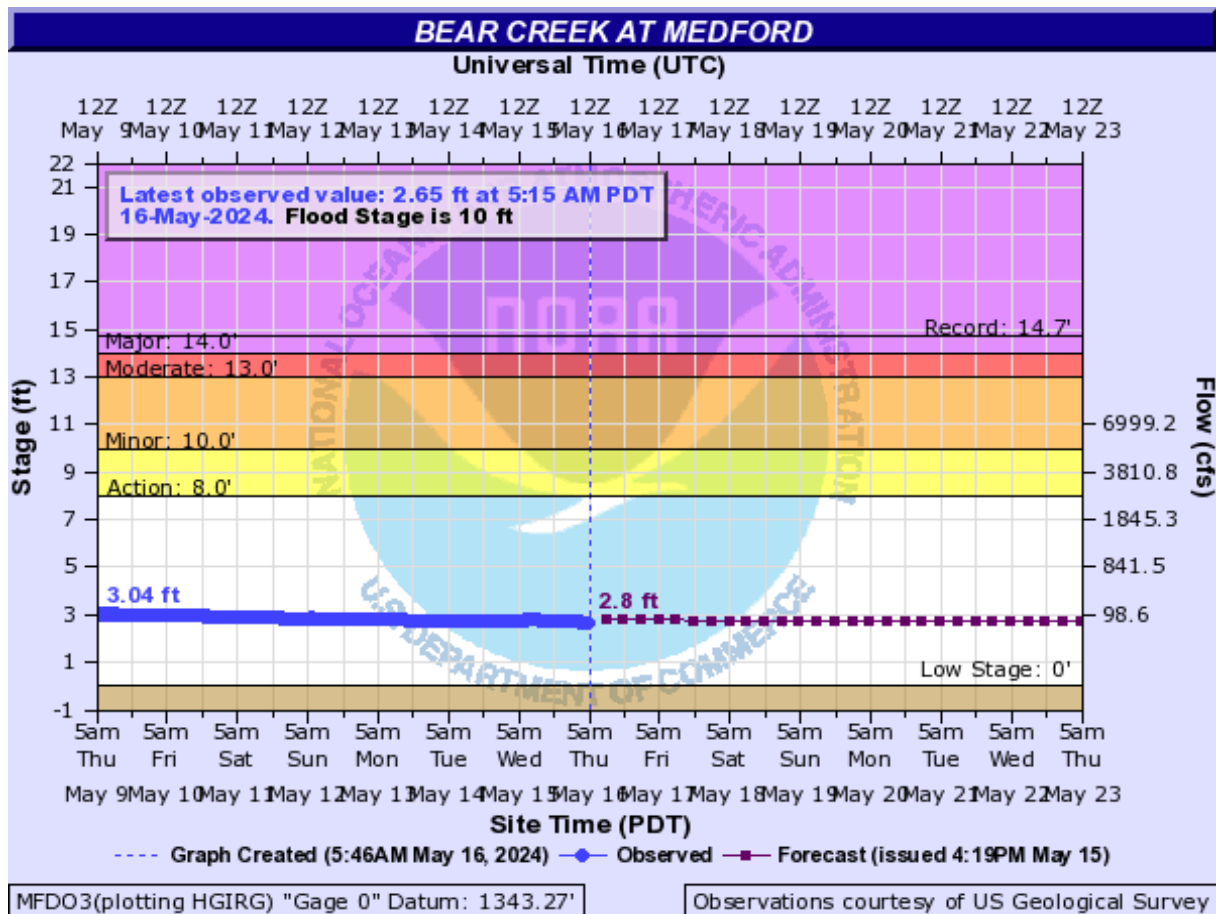 BEAR CREEK AT MEDFORD
Universal Time (UTC)
12Z 12Z 12Z 12Z 12Z 12Z 12Z 12Z 12Z 12Z 12Z 12Z 12Z 12Z 12Z
May 9 May 10 May 11 May 12 May 13 May 14 May 15 May 16 May 17 May 18 May 19 May 20 May 21 May 22 May 23
22
21
19
17
15
13
11
9
7
5
3
1
-1
Stage (ft)
Latest observed value: 2.65 ft at 5:15 AM PDT
16-May-2024. Flood Stage is 10 ft
NATIONAL OCEANIC AND ATMOSPHERIC ADMINISTRATION
NOAA
U.S. DEPARTMENT OF COMMERCE
Record: 14.7'
Major: 14.0'
Moderate: 13.0'
Minor: 10.0'
Action: 8.0'
3.04 ft
2.8 ft
Low Stage: 0'
6999.2
3810.8
1845.3
841.5
98.6
Flow (cfs)
5am 5am 5am 5am 5am 5am 5am 5am 5am 5am 5am 5am 5am 5am 5am
Thu Fri Sat Sun Mon Tue Wed Thu Fri Sat Sun Mon Tue Wed Thu
May 9 May 10 May 11 May 12 May 13 May 14 May 15 May 16 May 17 May 18 May 19 May 20 May 21 May 22 May 23
Site Time (PDT)
Graph Created (5:46AM May 16, 2024) Observed Forecast (issued 4:19PM May 15)
MFDO3(plotting HGIRG) "Gage 0" Datum: 1343.27'
Observations courtesy of US Geological Survey